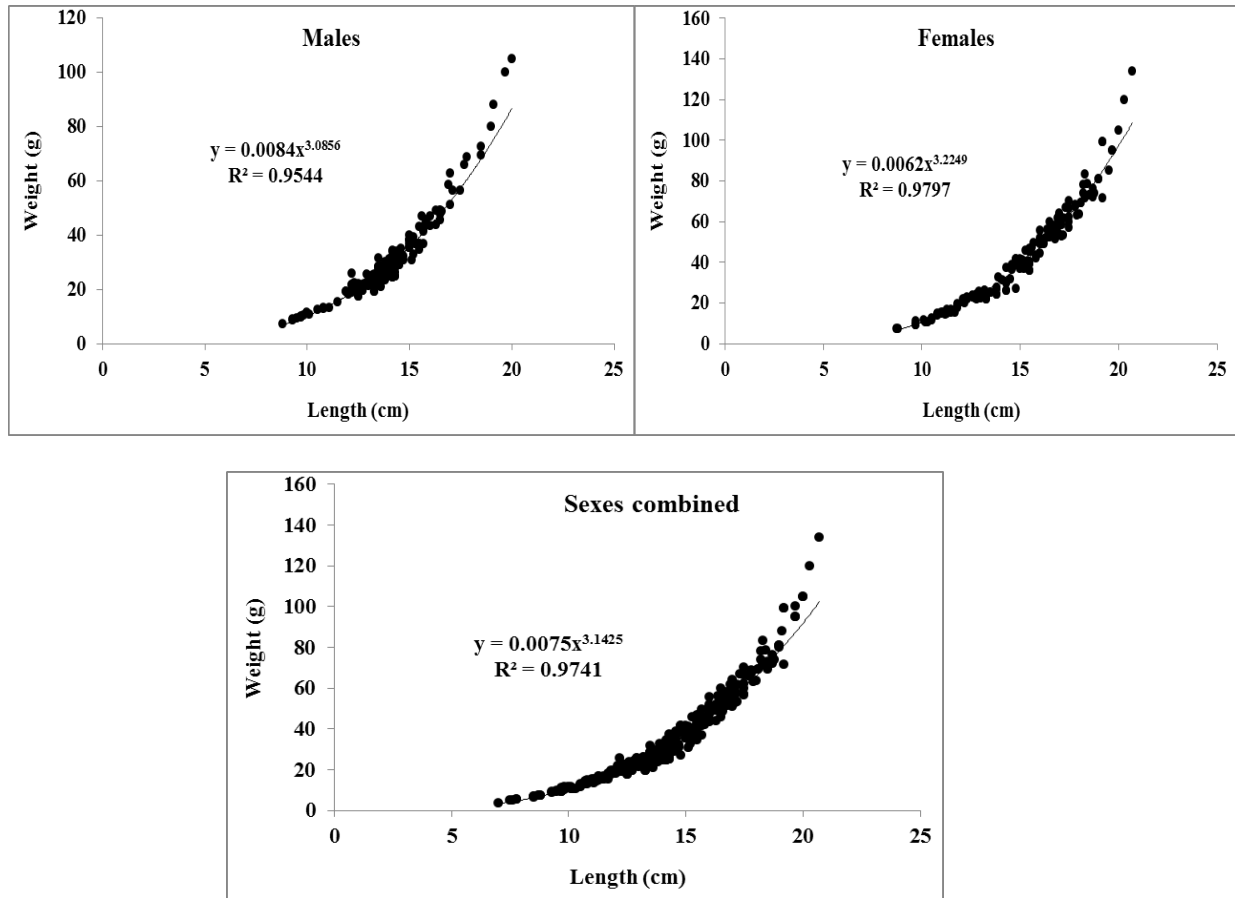 Males
120
100
80
60
40
20
0
Weight (g)
y = 0.0084x^3.0856
R² = 0.9544
0 5 10 15 20 25
Length (cm)
Females
160
140
120
100
80
60
40
20
0
Weight (g)
y = 0.0062x^3.2249
R² = 0.9797
0 5 10 15 20 25
Length (cm)
Sexes combined
160
140
120
100
80
60
40
20
0
Weight (g)
y = 0.0075x^3.1425
R² = 0.9741
0 5 10 15 20 25
Length (cm)